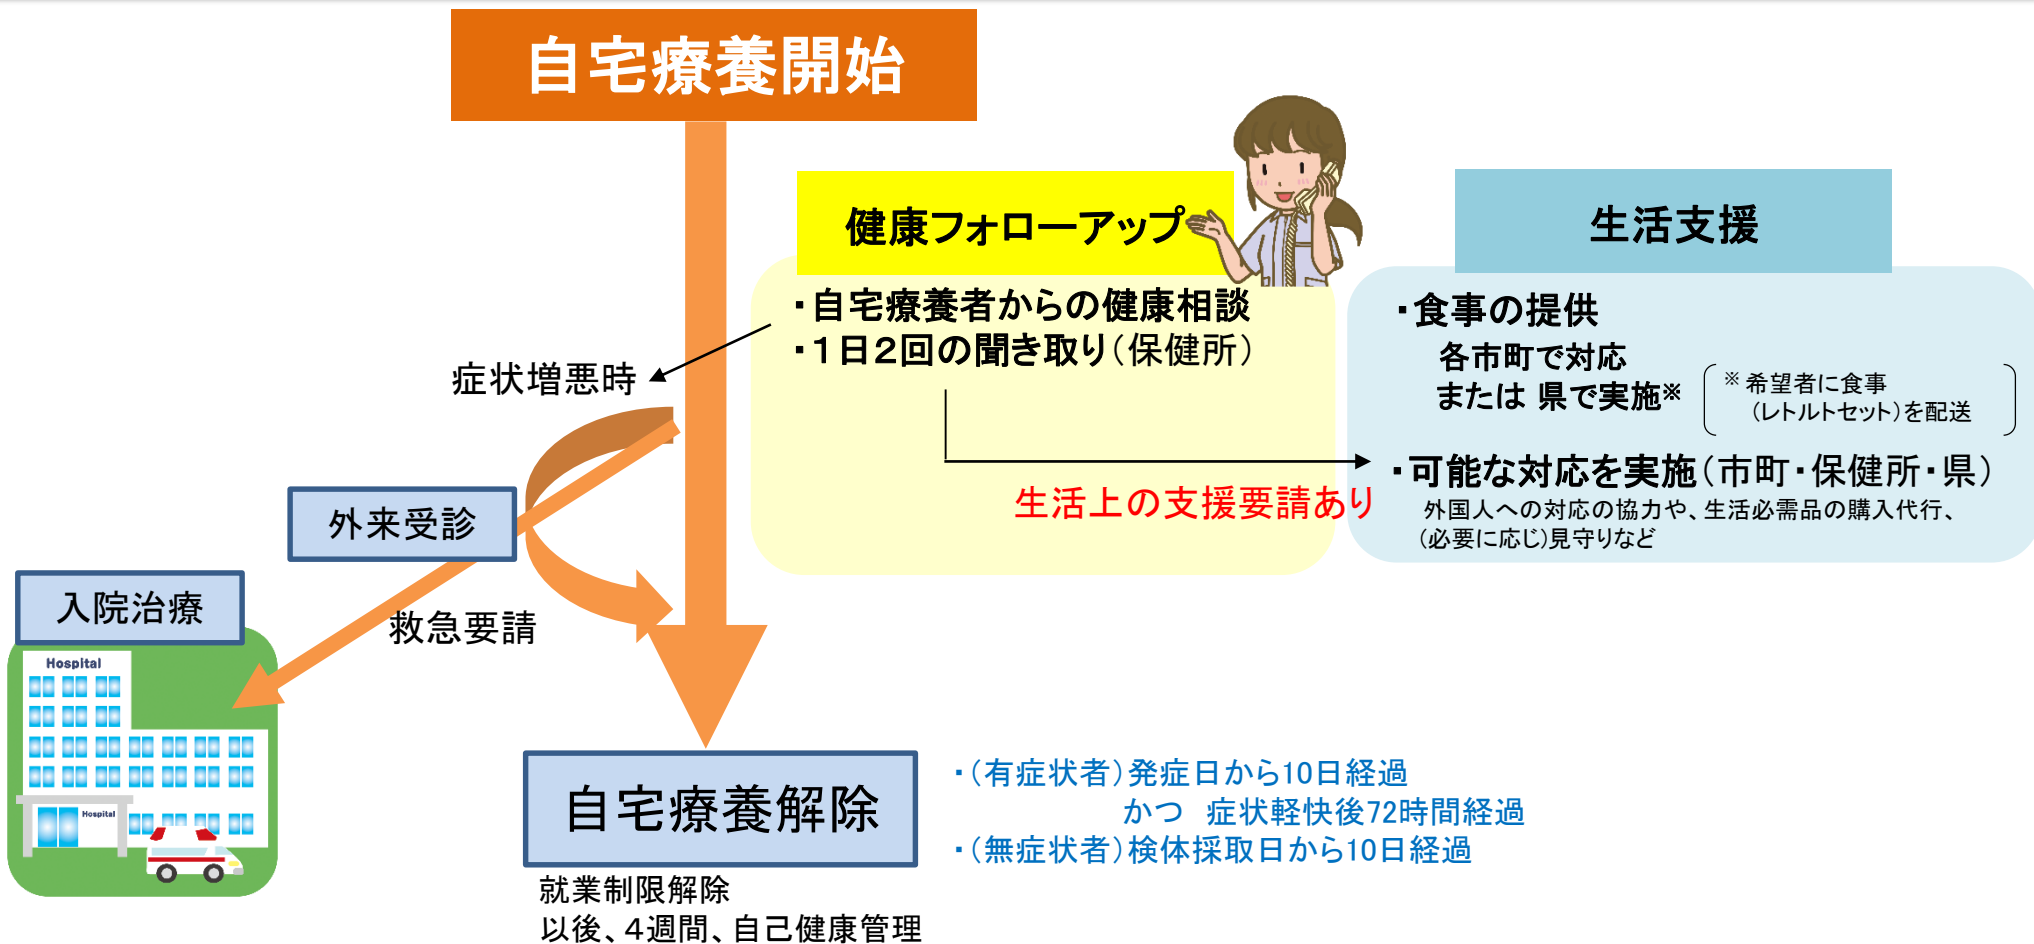 自宅療養開始
健康フォローアップ
・自宅療養者からの健康相談
・1日2回の聞き取り(保健所)
生活上の支援要請あり
生活支援
・食事の提供
各市町で対応
または 県で実施※
※希望者に食事
(レトルトセット)を配送
・可能な対応を実施(市町・保健所・県)
外国人への対応の協力や、生活必需品の購入代行、
(必要に応じ)見守りなど
症状増悪時
外来受診
救急要請
入院治療
Hospital
Hospital
自宅療養解除
・(有症状者)発症日から10日経過
かつ 症状軽快後72時間経過
・(無症状者)検体採取日から10日経過
就業制限解除
以後、4週間、自己健康管理